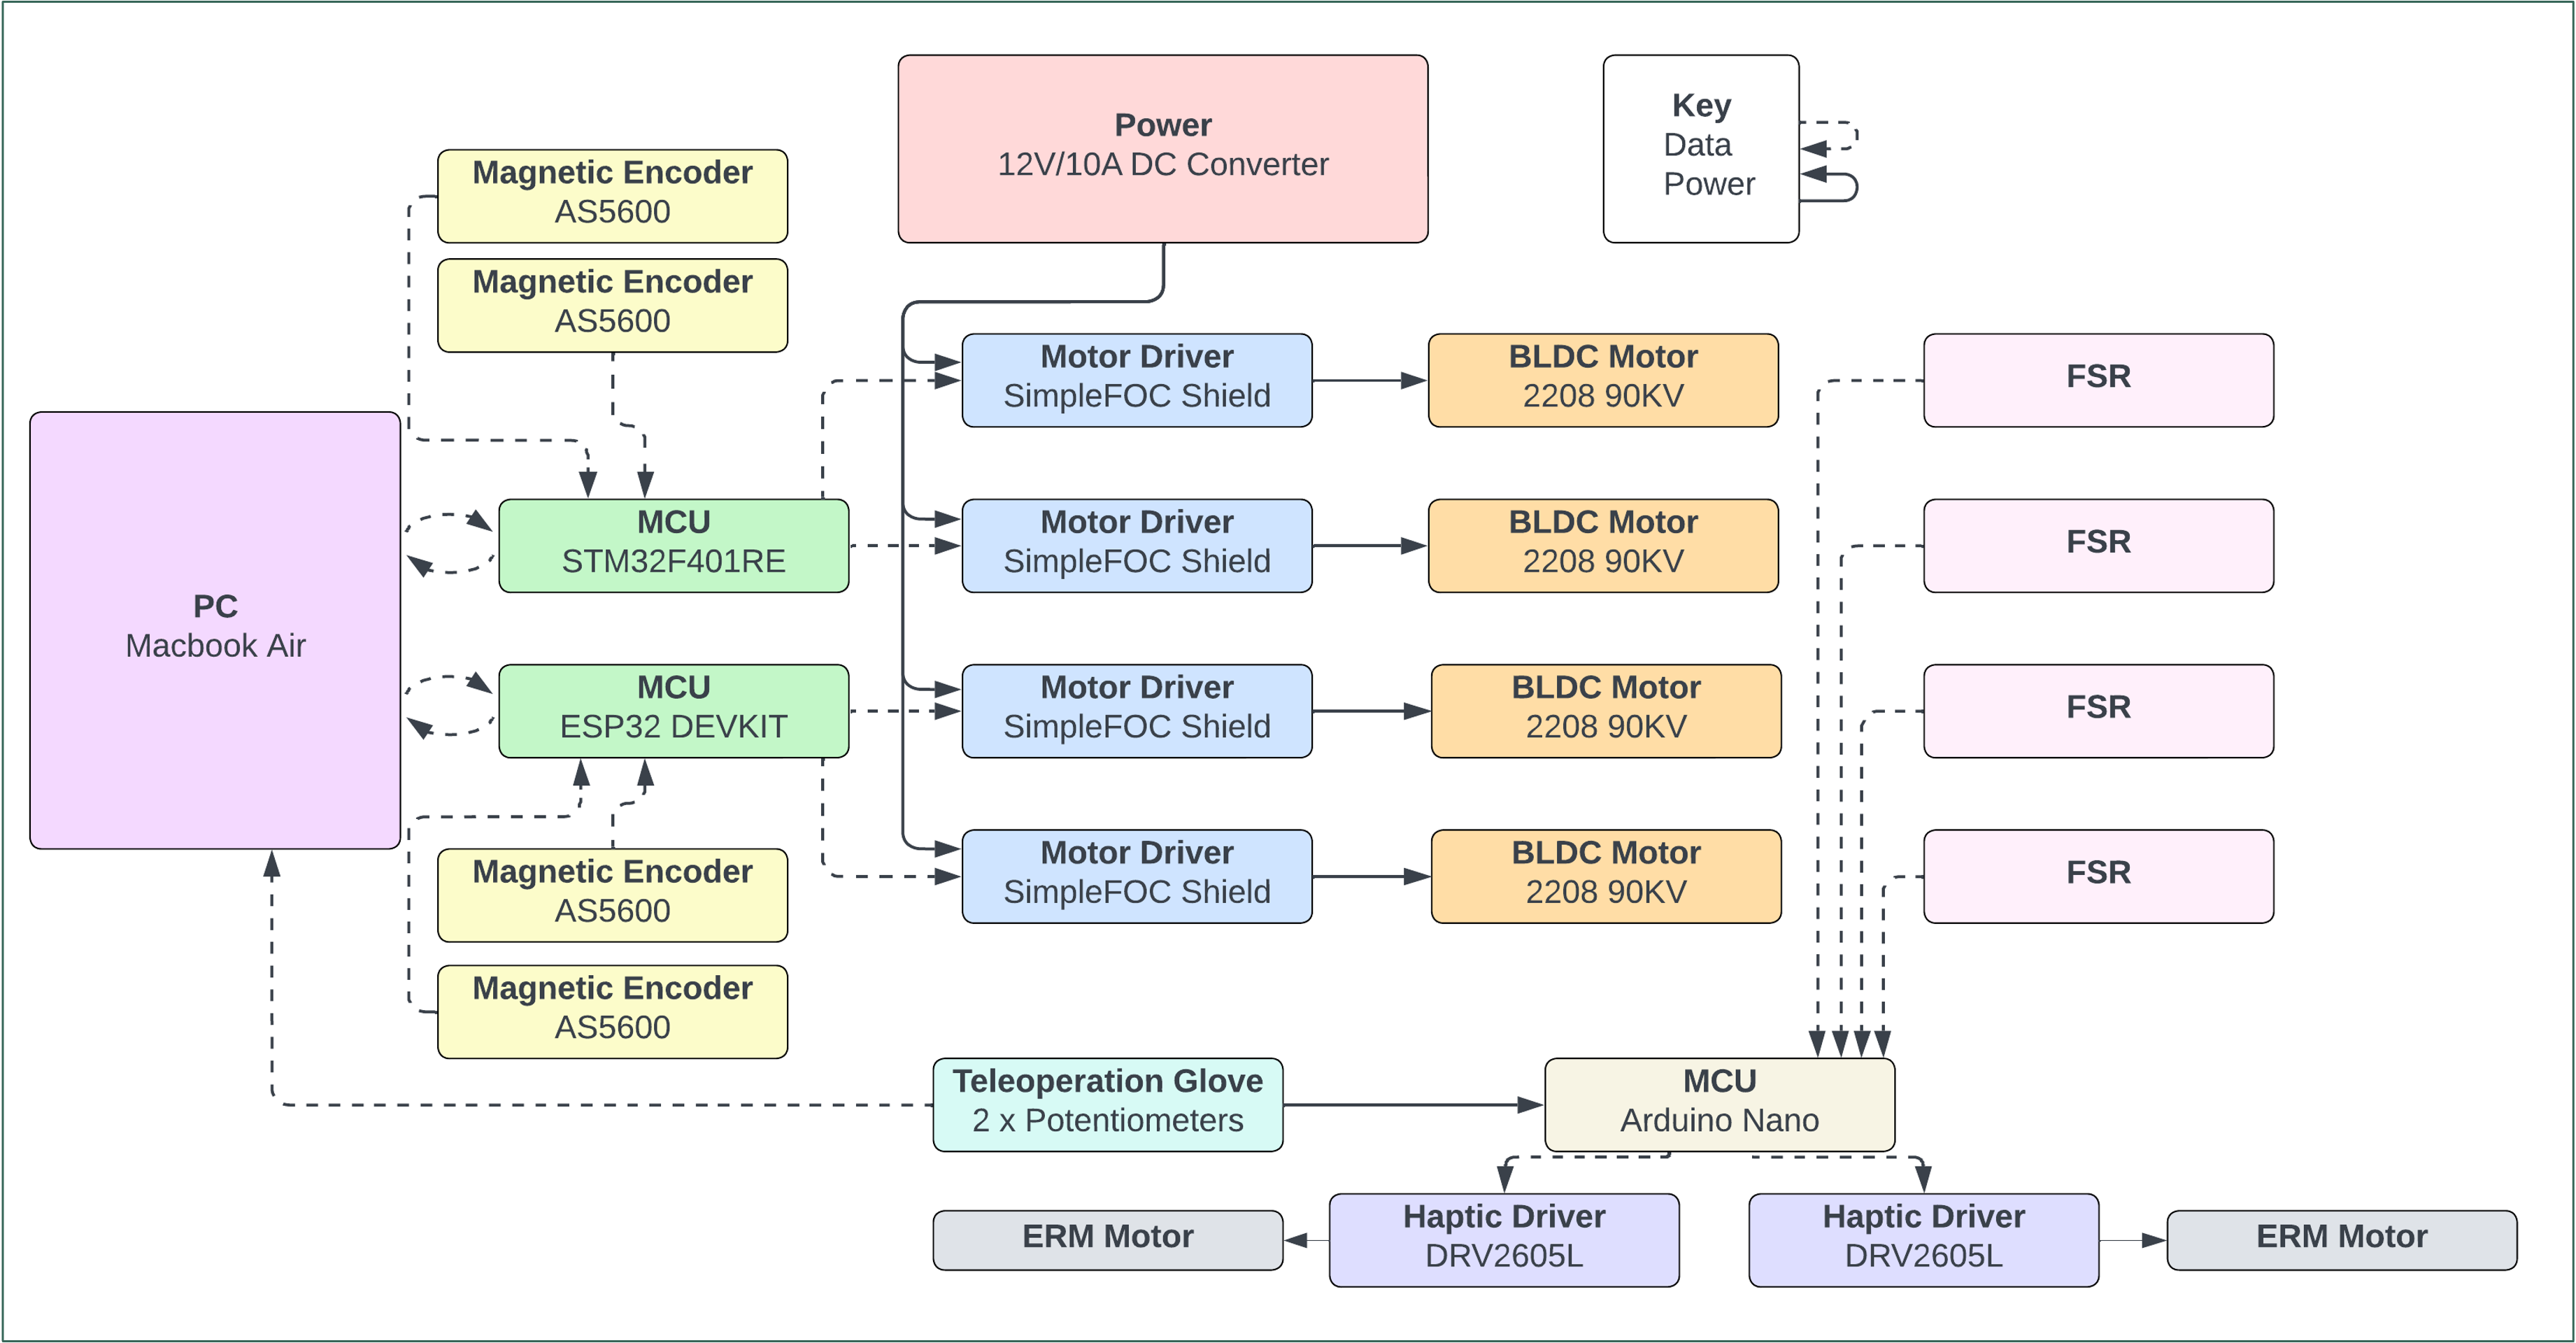 Power
12V/10A DC Converter
Key
Data
Power
Magnetic Encoder
AS5600
Magnetic Encoder
AS5600
Motor Driver
SimpleFOC Shield
BLDC Motor
2208 90KV
FSR
MCU
STM32F401RE
Motor Driver
SimpleFOC Shield
BLDC Motor
2208 90KV
FSR
PC
Macbook Air
MCU
ESP32 DEVKIT
Motor Driver
SimpleFOC Shield
BLDC Motor
2208 90KV
FSR
Magnetic Encoder
AS5600
Motor Driver
SimpleFOC Shield
BLDC Motor
2208 90KV
FSR
Magnetic Encoder
AS5600
Teleoperation Glove
2 x Potentiometers
MCU
Arduino Nano
ERM Motor
Haptic Driver
DRV2605L
Haptic Driver
DRV2605L
ERM Motor